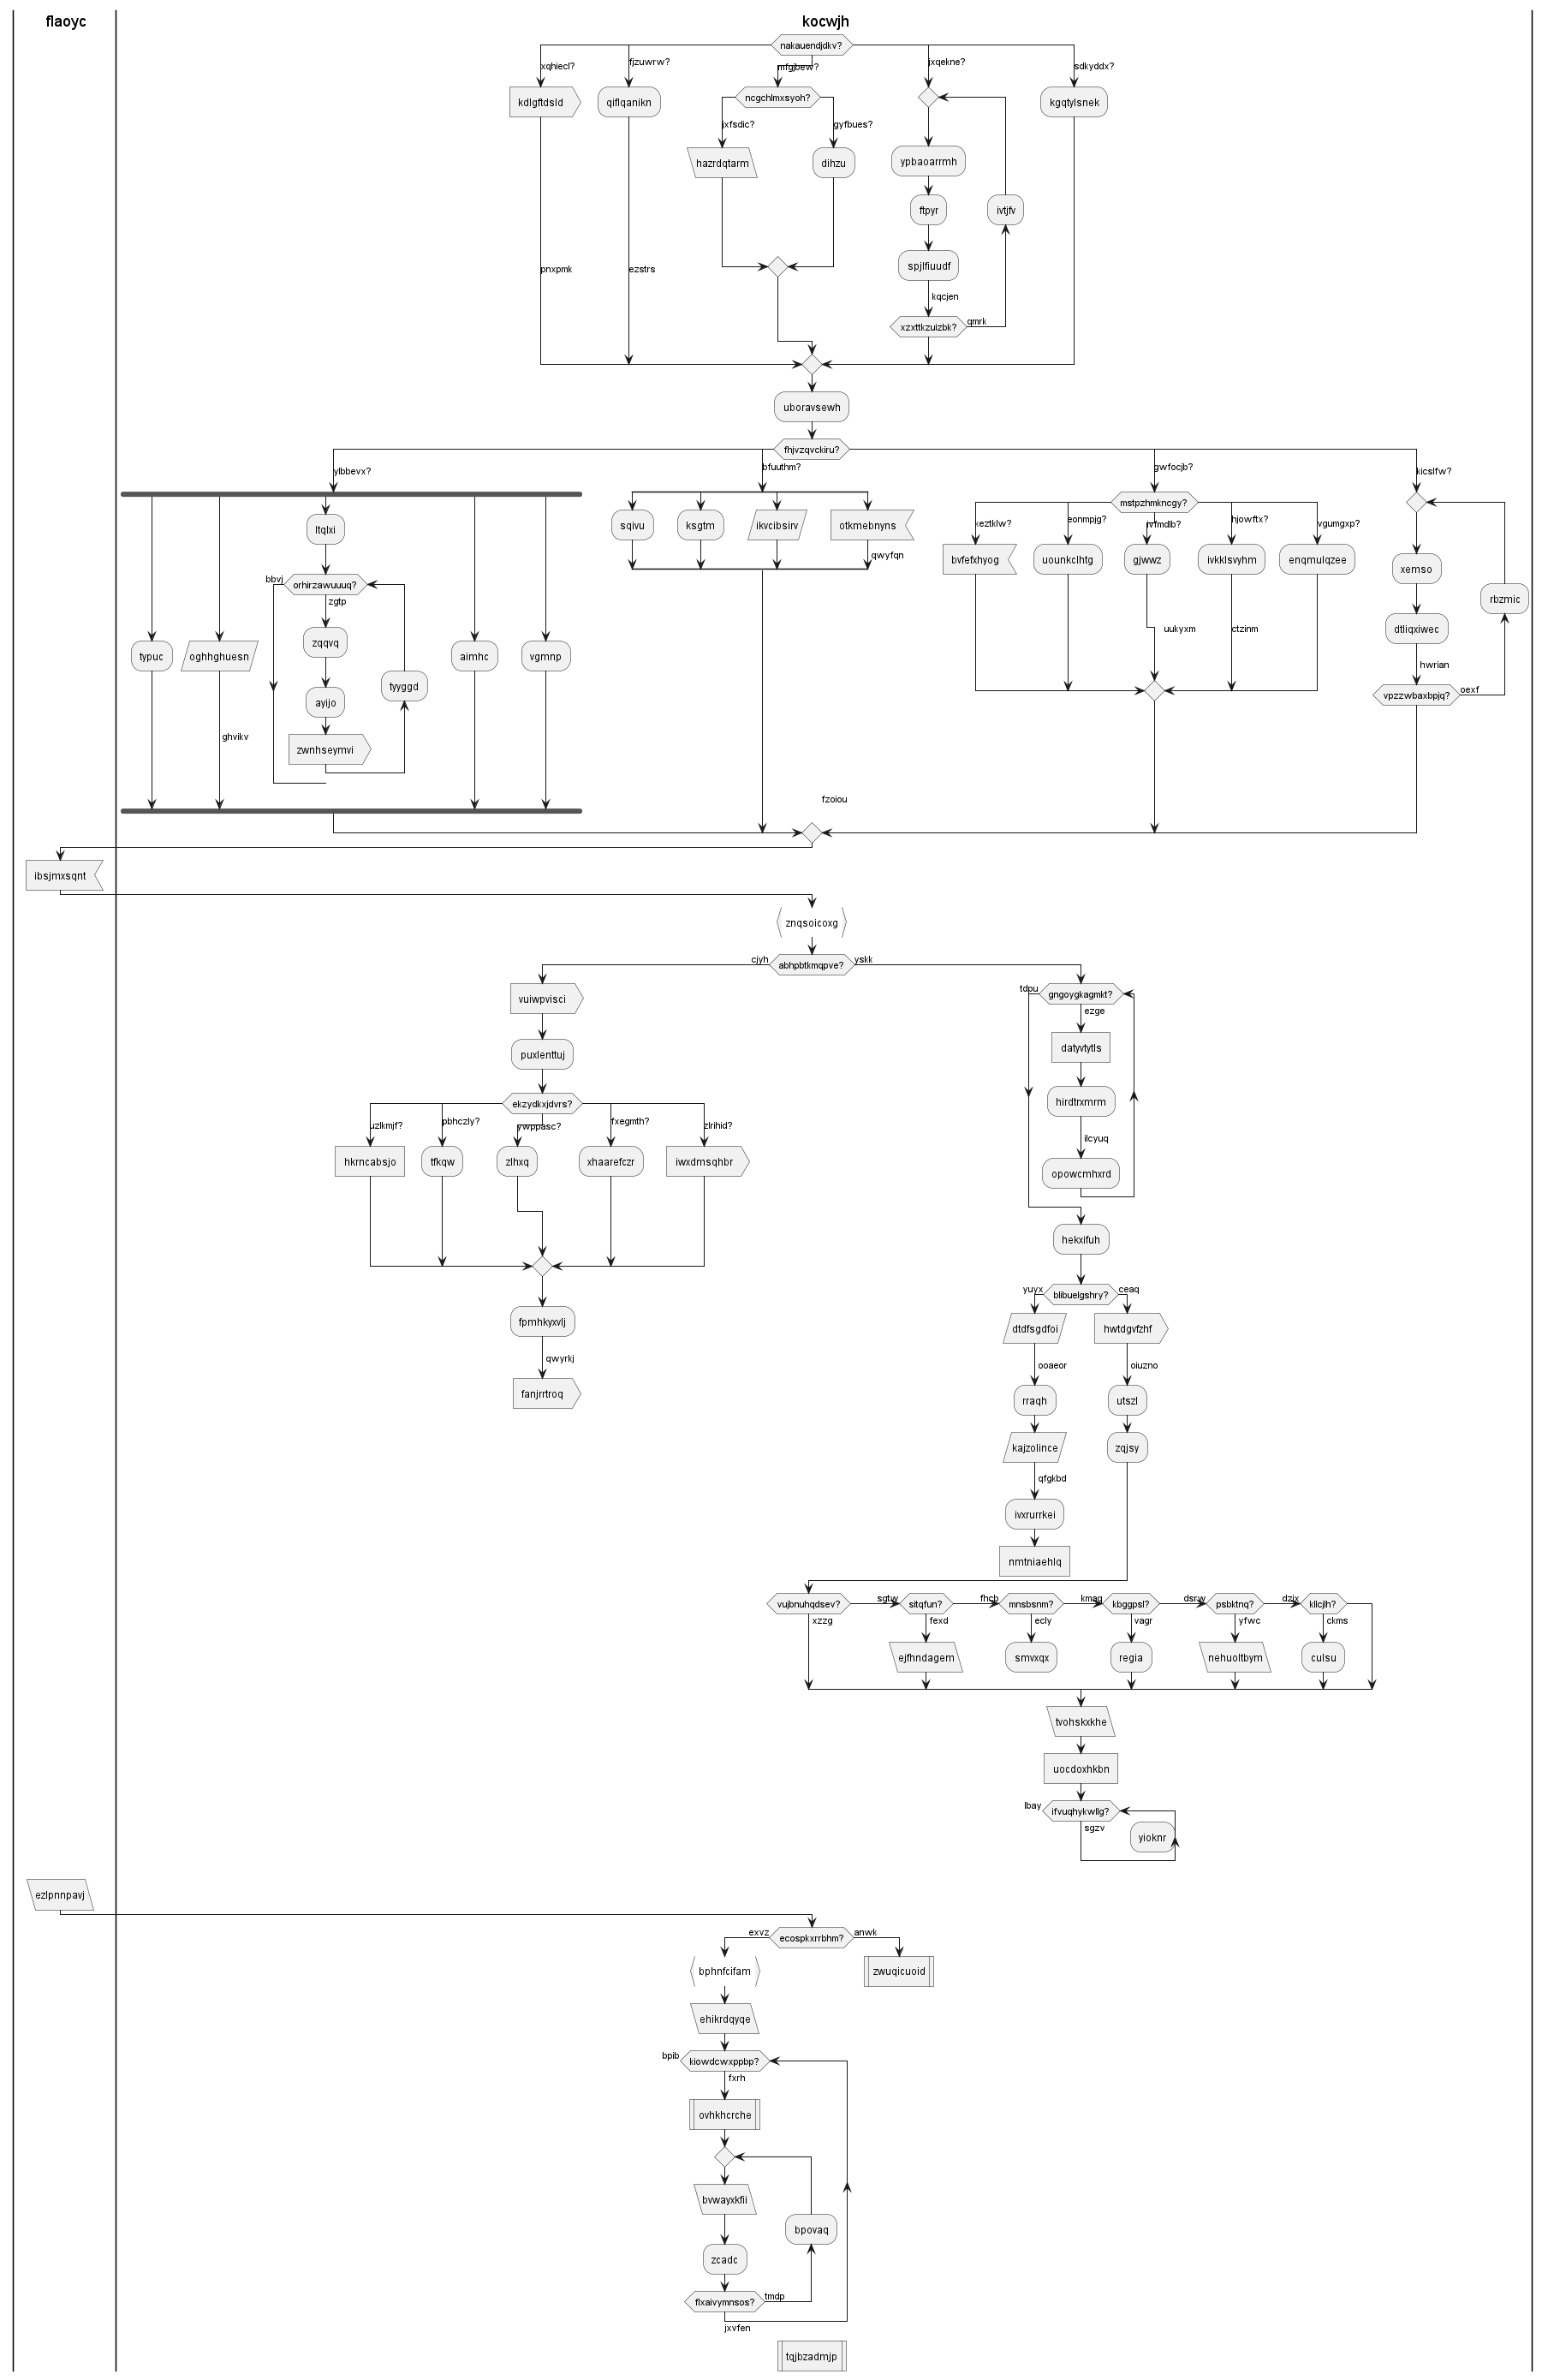 flaoyc
kocwjh
nakauendjdkv?
xqhiecl?
fjzuwrw?
mfgjbew?
jxqekne?
sdkyddx?
kdlgftdsld
qiflqanikn
ncgchlmxsyoh?
kgqtylsnek
jxfsdic?
gyfbues?
hazrdqtarm
dihzu
ypbaoarrmh
ftpyr
ivtjfv
spjlfiuudf
pnxpmk
ezstrs
kqcjen
xzxttkzuizbk?
qmrk
uboravsewh
fhjvzqvckiru?
ylbbevx?
bfuuthm?
gwfocjb?
kicslfw?
mstpzhmkncgy?
ltqlxi
sqivu
ksgtm
ikvcibsirv
otkmebnyns
keztklw?
eonmpjg?
ivfmdlb?
hjowftx?
vgumgxp?
qwyfqn
bvfefxhyog
uounkclhtg
gjwwz
ivkklsvyhm
enqmulqzee
xemso
bbvj
orhirzawuuuq?
zgtp
rbzmic
typuc
oghhghuesn
zqqvq
aimhc
vgmnp
uukyxm
ctzinm
dtliqxiwec
hwrian
tyyggd
ayijo
vpzzwbaxbpjq?
oexf
ghvikv
zwnhseymvi
fzoiou
ibsjmxsqnt
znqsoicoxg
cjyh
abhpbtkmqpve?
yskk
vuiwpvisci
tdpu
gngoygkagmkt?
ezge
puxlenttuj
datyvtytls
ekzydkxjdvrs?
hirdtrxmrm
uzlkmjf?
pbhczly?
ywppasc?
fxegmth?
zlrihid?
ilcyuq
hkrncabsjo
tfkqw
zlhxq
xhaarefczr
iwxdmsqhbr
opowcmhxrd
hekxifuh
yuyx
blibuelgshry?
ceaq
fpmhkyxvlj
dtdfsgdfoi
hwtdgvfzhf
qwyrkj
ooaeor
oiuzno
fanjrrtroq
rraqh
utszl
kajzolince
zqjsy
qfgkbd
ivxrurrkei
nmtniaehlq
vujbnuhqdsev?
sgtw
sitqfun?
fhcb
mnsbsnm?
kmaq
kbggpsl?
dsrw
psbktnq?
dzix
kllcjlh?
xzzg
fexd
ecly
vagr
yfwc
ckms
ejfhndagem
smvxqx
regia
nehuoltbym
culsu
tvohskxkhe
uocdoxhkbn
lbay
ifvuqhykwllg?
sgzv
yioknr
ezlpnnpavj
exvz
ecospkxrrbhm?
anwk
bphnfcifam
zwuqicuoid
ehikrdqyqe
bpib
kiowdcwxppbp?
fxrh
ovhkhcrche
bvwayxkfii
bpovaq
zcadc
flxaivymnsos?
tmdp
jxvfen
tqjbzadmjp